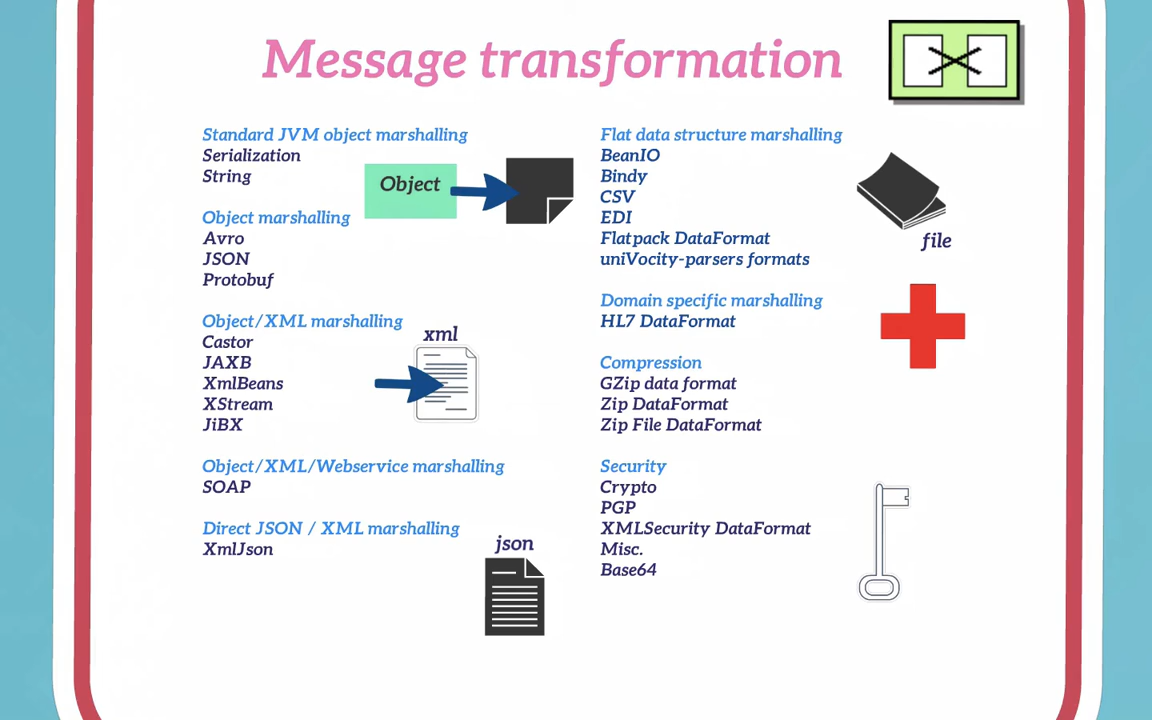 Message transformation
Standard JVM object marshalling
Serialization
String
Object
Object marshalling
Avro
JSON
Protobuf
Object/XML marshalling
Castor
JAXB
XmlBeans
XStream
JiBX
xml
Object/XML/Webservice marshalling
SOAP
Direct JSON / XML marshalling
XmlJson
json
Flat data structure marshalling
BeanIO
Bindy
CSV
EDI
Flatpack DataFormat
uniVocity-parsers formats
file
Domain specific marshalling
HL7 DataFormat
Compression
GZip data format
Zip DataFormat
Zip File DataFormat
Security
Crypto
PGP
XMLSecurity DataFormat
Misc.
Base64